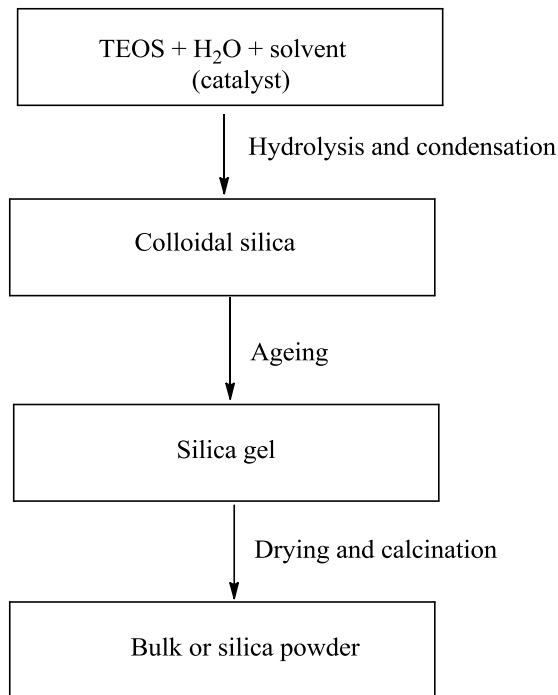 TEOS + H₂O + solvent
(catalyst)
Hydrolysis and condensation
Colloidal silica
Ageing
Silica gel
Drying and calcination
Bulk or silica powder